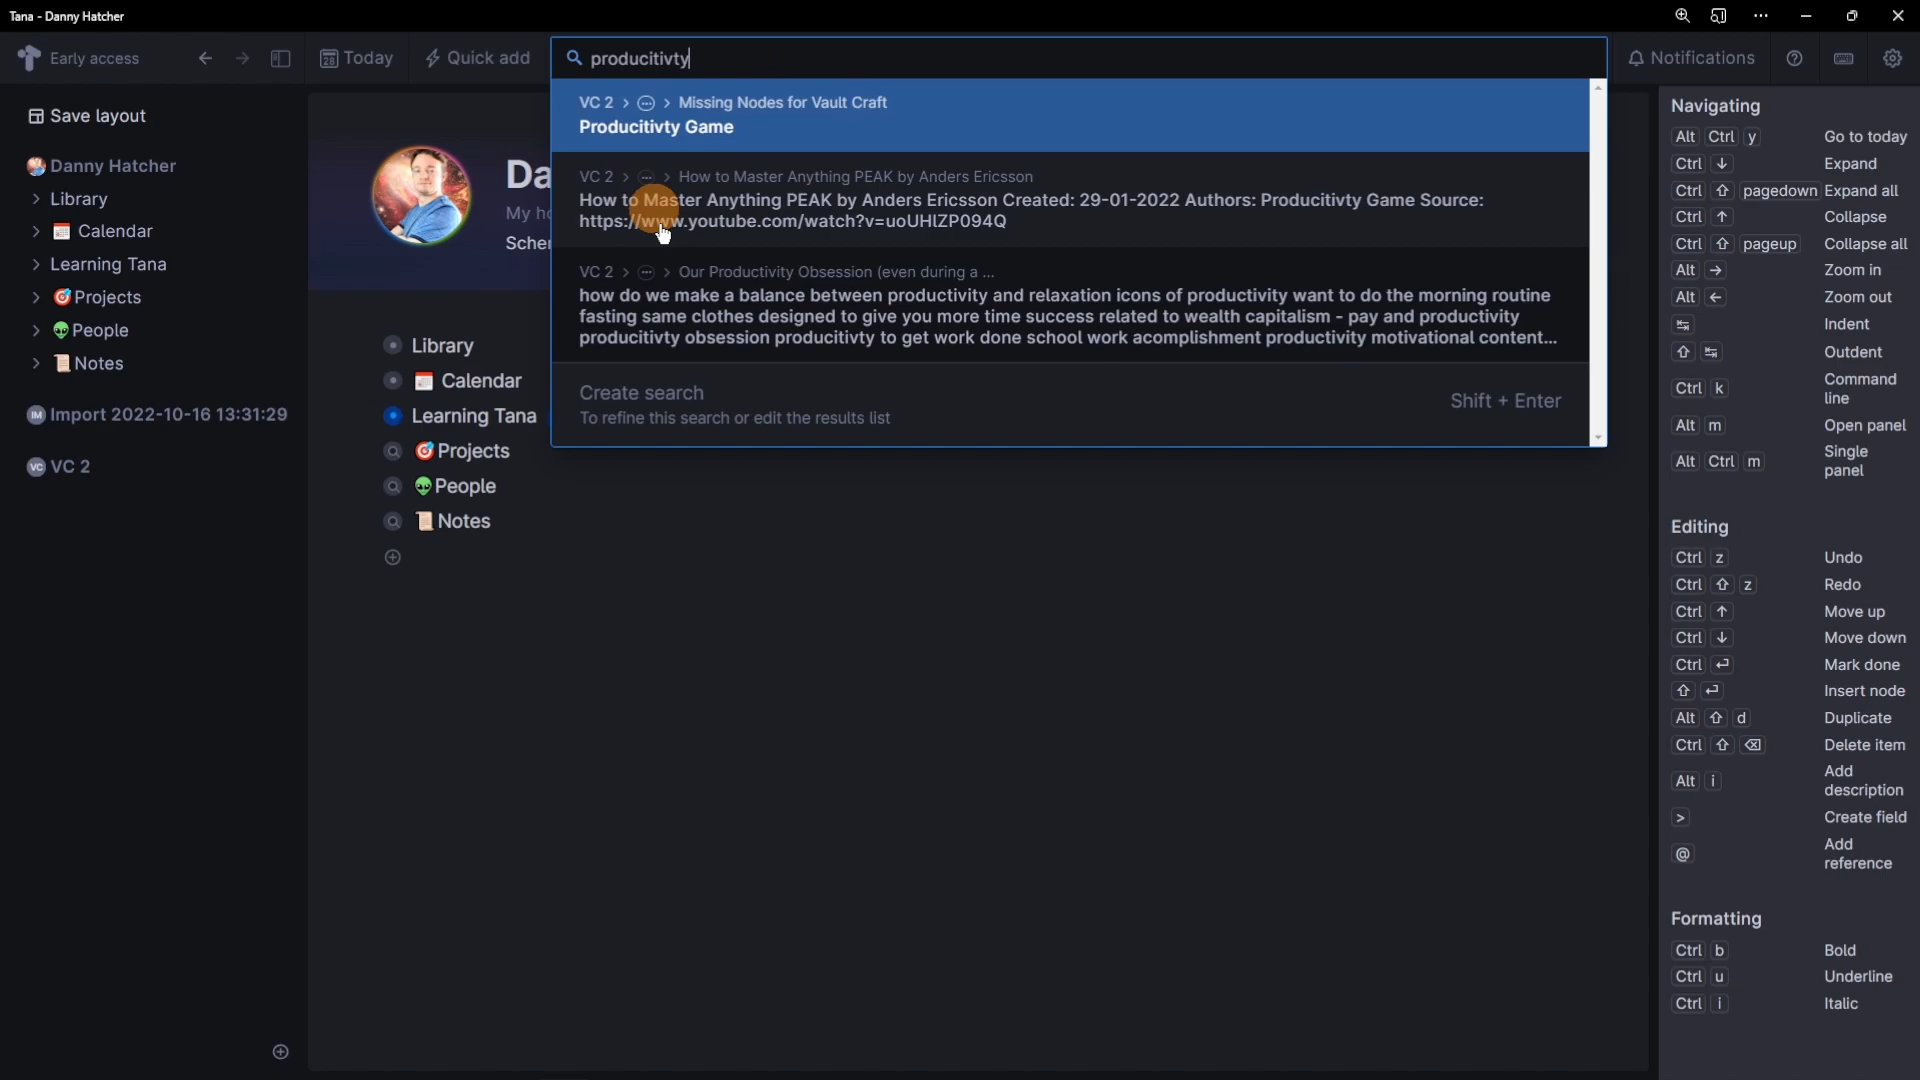 Tana - Danny Hatcher
Early access
28 Today
Quick add
producitivty
Notifications
Save layout
Danny Hatcher
Library
Calendar
Learning Tana
🎯Projects
👽People
📜Notes
IM Import 2022-10-16 13:31:29
VC VC 2
Da
My ho
Scher
Library
Calendar
Learning Tana
🎯Projects
👽People
📜Notes
VC 2 > > Missing Nodes for Vault Craft
Producitivty Game
VC 2 > > How to Master Anything PEAK by Anders Ericsson
How to Master Anything PEAK by Anders Ericsson Created: 29-01-2022 Authors: Producitivty Game Source:
https://www.youtube.com/watch?v=uoUHlZP094Q
VC 2 > > Our Productivity Obsession (even during a ...
how do we make a balance between productivity and relaxation icons of productivity want to do the morning routine
fasting same clothes designed to give you more time success related to wealth capitalism - pay and productivity
producitivty obsession producitivty to get work done school work acomplishment productivity motivational content...
Create search
To refine this search or edit the results list
Shift + Enter
Navigating
Alt Ctrl y Go to today
Ctrl ↓ Expand
Ctrl ⇧ pagedown Expand all
Ctrl ↑ Collapse
Ctrl ⇧ pageup Collapse all
Alt → Zoom in
Alt ← Zoom out
↹ Indent
⇧ ↹ Outdent
Ctrl k Command
line
Alt m Open panel
Alt Ctrl m Single
panel
Editing
Ctrl z Undo
Ctrl ⇧ z Redo
Ctrl ↑ Move up
Ctrl ↓ Move down
Ctrl ↵ Mark done
⇧ ↵ Insert node
Alt ⇧ d Duplicate
Ctrl ⇧ ⌫ Delete item
Alt i Add
description
> Create field
@ Add
reference
Formatting
Ctrl b Bold
Ctrl u Underline
Ctrl i Italic